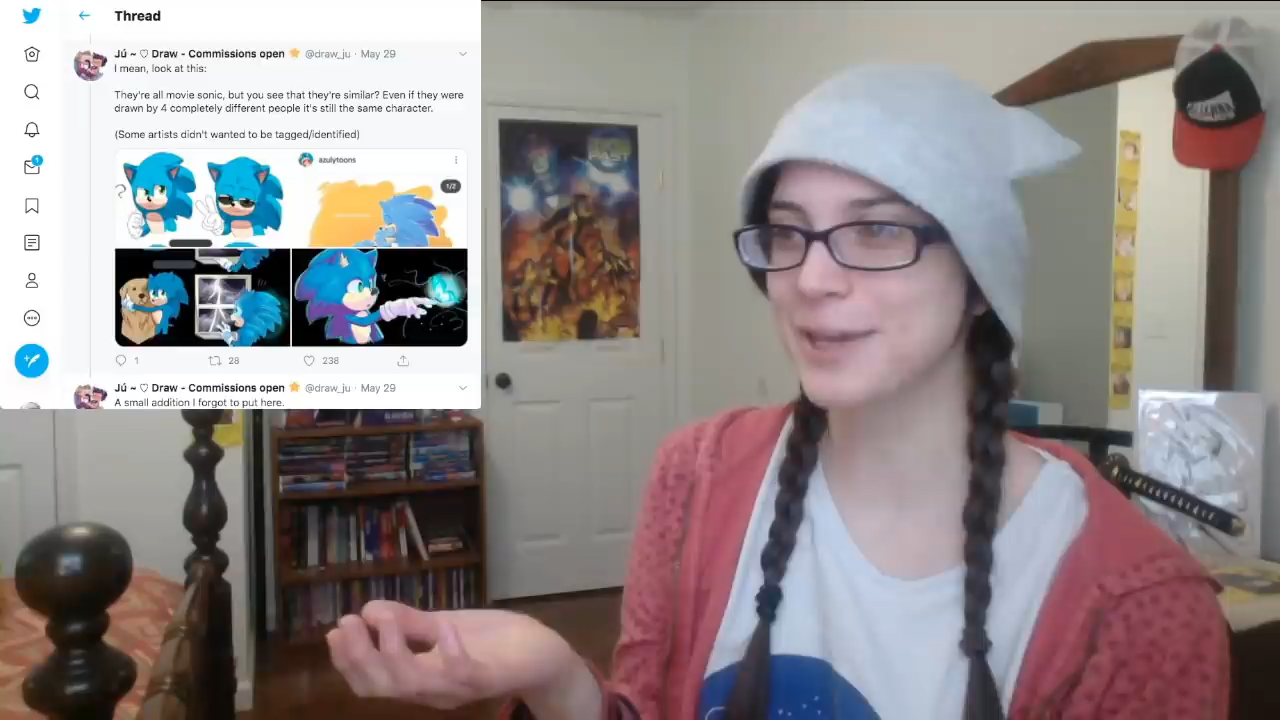 Thread
Jú ~ ♡ Draw - Commissions open ⭐ @draw_ju · May 29
I mean, look at this:
They're all movie sonic, but you see that they're similar? Even if they were
drawn by 4 completely different people it's still the same character.
(Some artists didn't wanted to be tagged/identified)
azulytoons
1/2
?
1
28
238
1
Jú ~ ♡ Draw - Commissions open ⭐ @draw_ju · May 29
A small addition I forgot to put here.